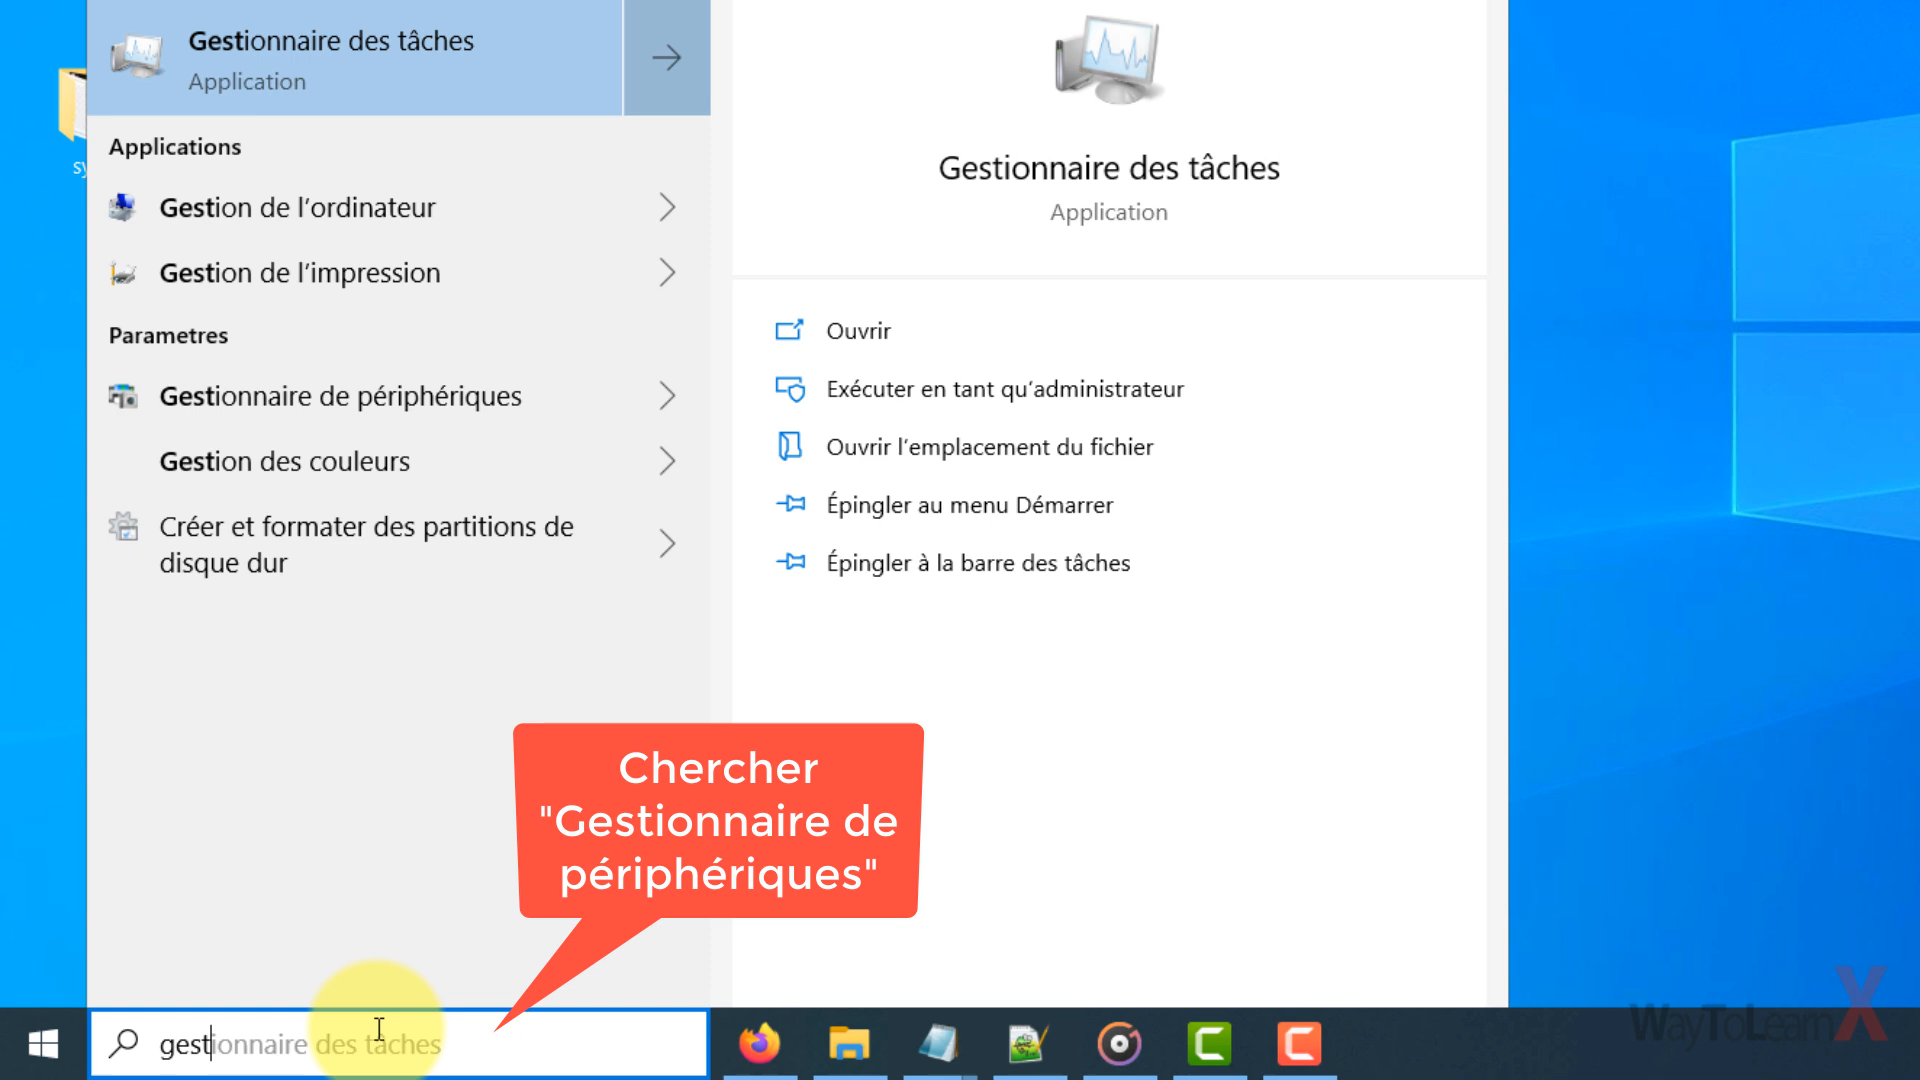 Gestionnaire des tâches
Application
Applications
Gestion de l'ordinateur
Gestion de l'impression
Parametres
Gestionnaire de périphériques
Gestion des couleurs
Créer et formater des partitions de
disque dur
Gestionnaire des tâches
Application
Ouvrir
Exécuter en tant qu'administrateur
Ouvrir l'emplacement du fichier
Épingler au menu Démarrer
Épingler à la barre des tâches
Chercher
"Gestionnaire de
périphériques"
gestionnaire des tâches
WayToLearnX